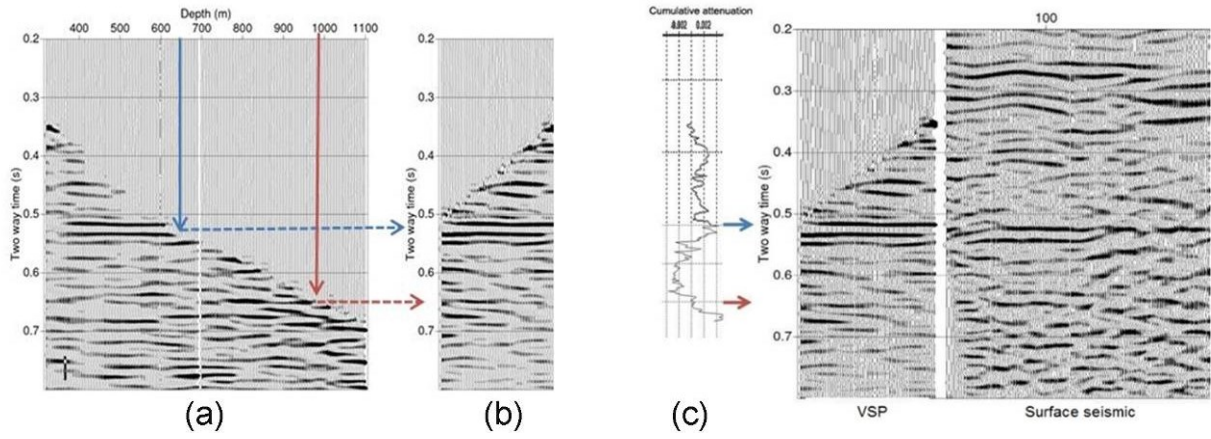 Depth (m)
400 500 600 700 800 900 1000 1100
0.2
0.3
0.4
0.5
0.6
0.7
Two way time (s)
(a)
0.2
0.3
0.4
0.5
0.6
0.7
Two way time (s)
(b)
Cumulative attenuation
0.002
(c)
100
0.2
0.3
0.4
0.5
0.6
0.7
Two way time (s)
VSP
Surface seismic